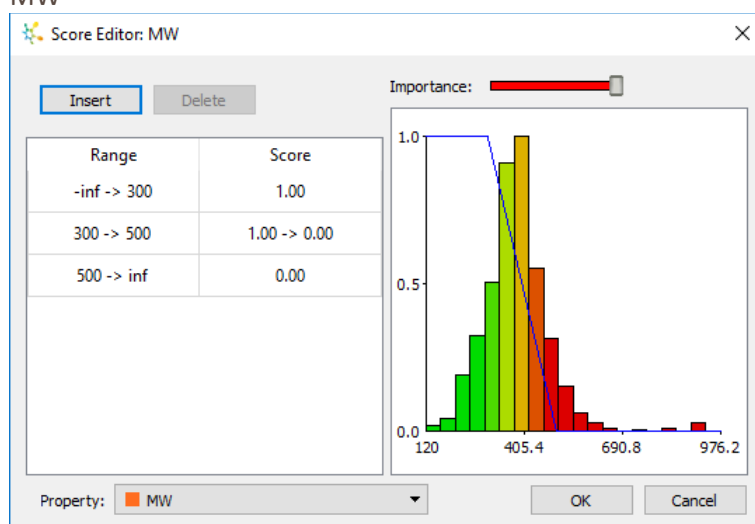 MW
Score Editor: MW
Insert Delete
Importance:
Range Score
-inf -> 300 1.00
300 -> 500 1.00 -> 0.00
500 -> inf 0.00
1.0
0.5
0.0
120 405.4 690.8 976.2
Property: MW
OK Cancel